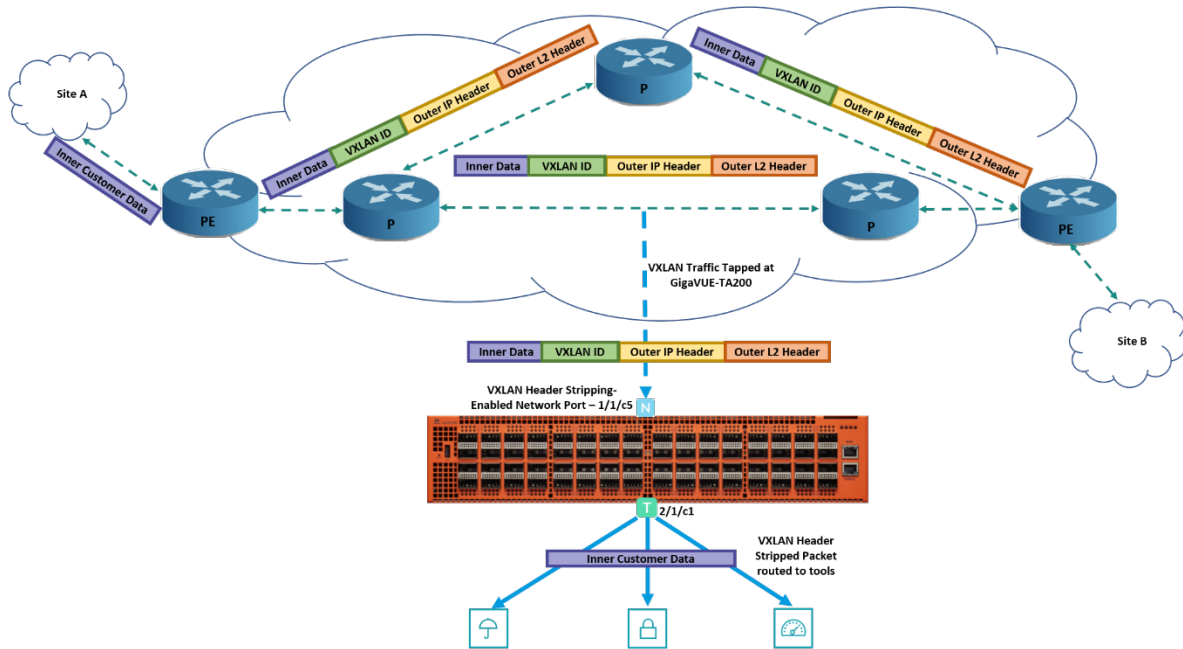 Inner Data VXLAN ID Outer IP Header Outer L2 Header
P
Inner Data VXLAN ID Outer IP Header Outer L2 Header
Site A
Inner Customer Data
PE
P
Inner Data VXLAN ID Outer IP Header Outer L2 Header
P
PE
VXLAN Traffic Tapped at
GigaVUE-TA200
Site B
Inner Data VXLAN ID Outer IP Header Outer L2 Header
VXLAN Header Stripping-
Enabled Network Port – 1/1/c5
N
T
2/1/c1
Inner Customer Data
VXLAN Header
Stripped Packet
routed to tools